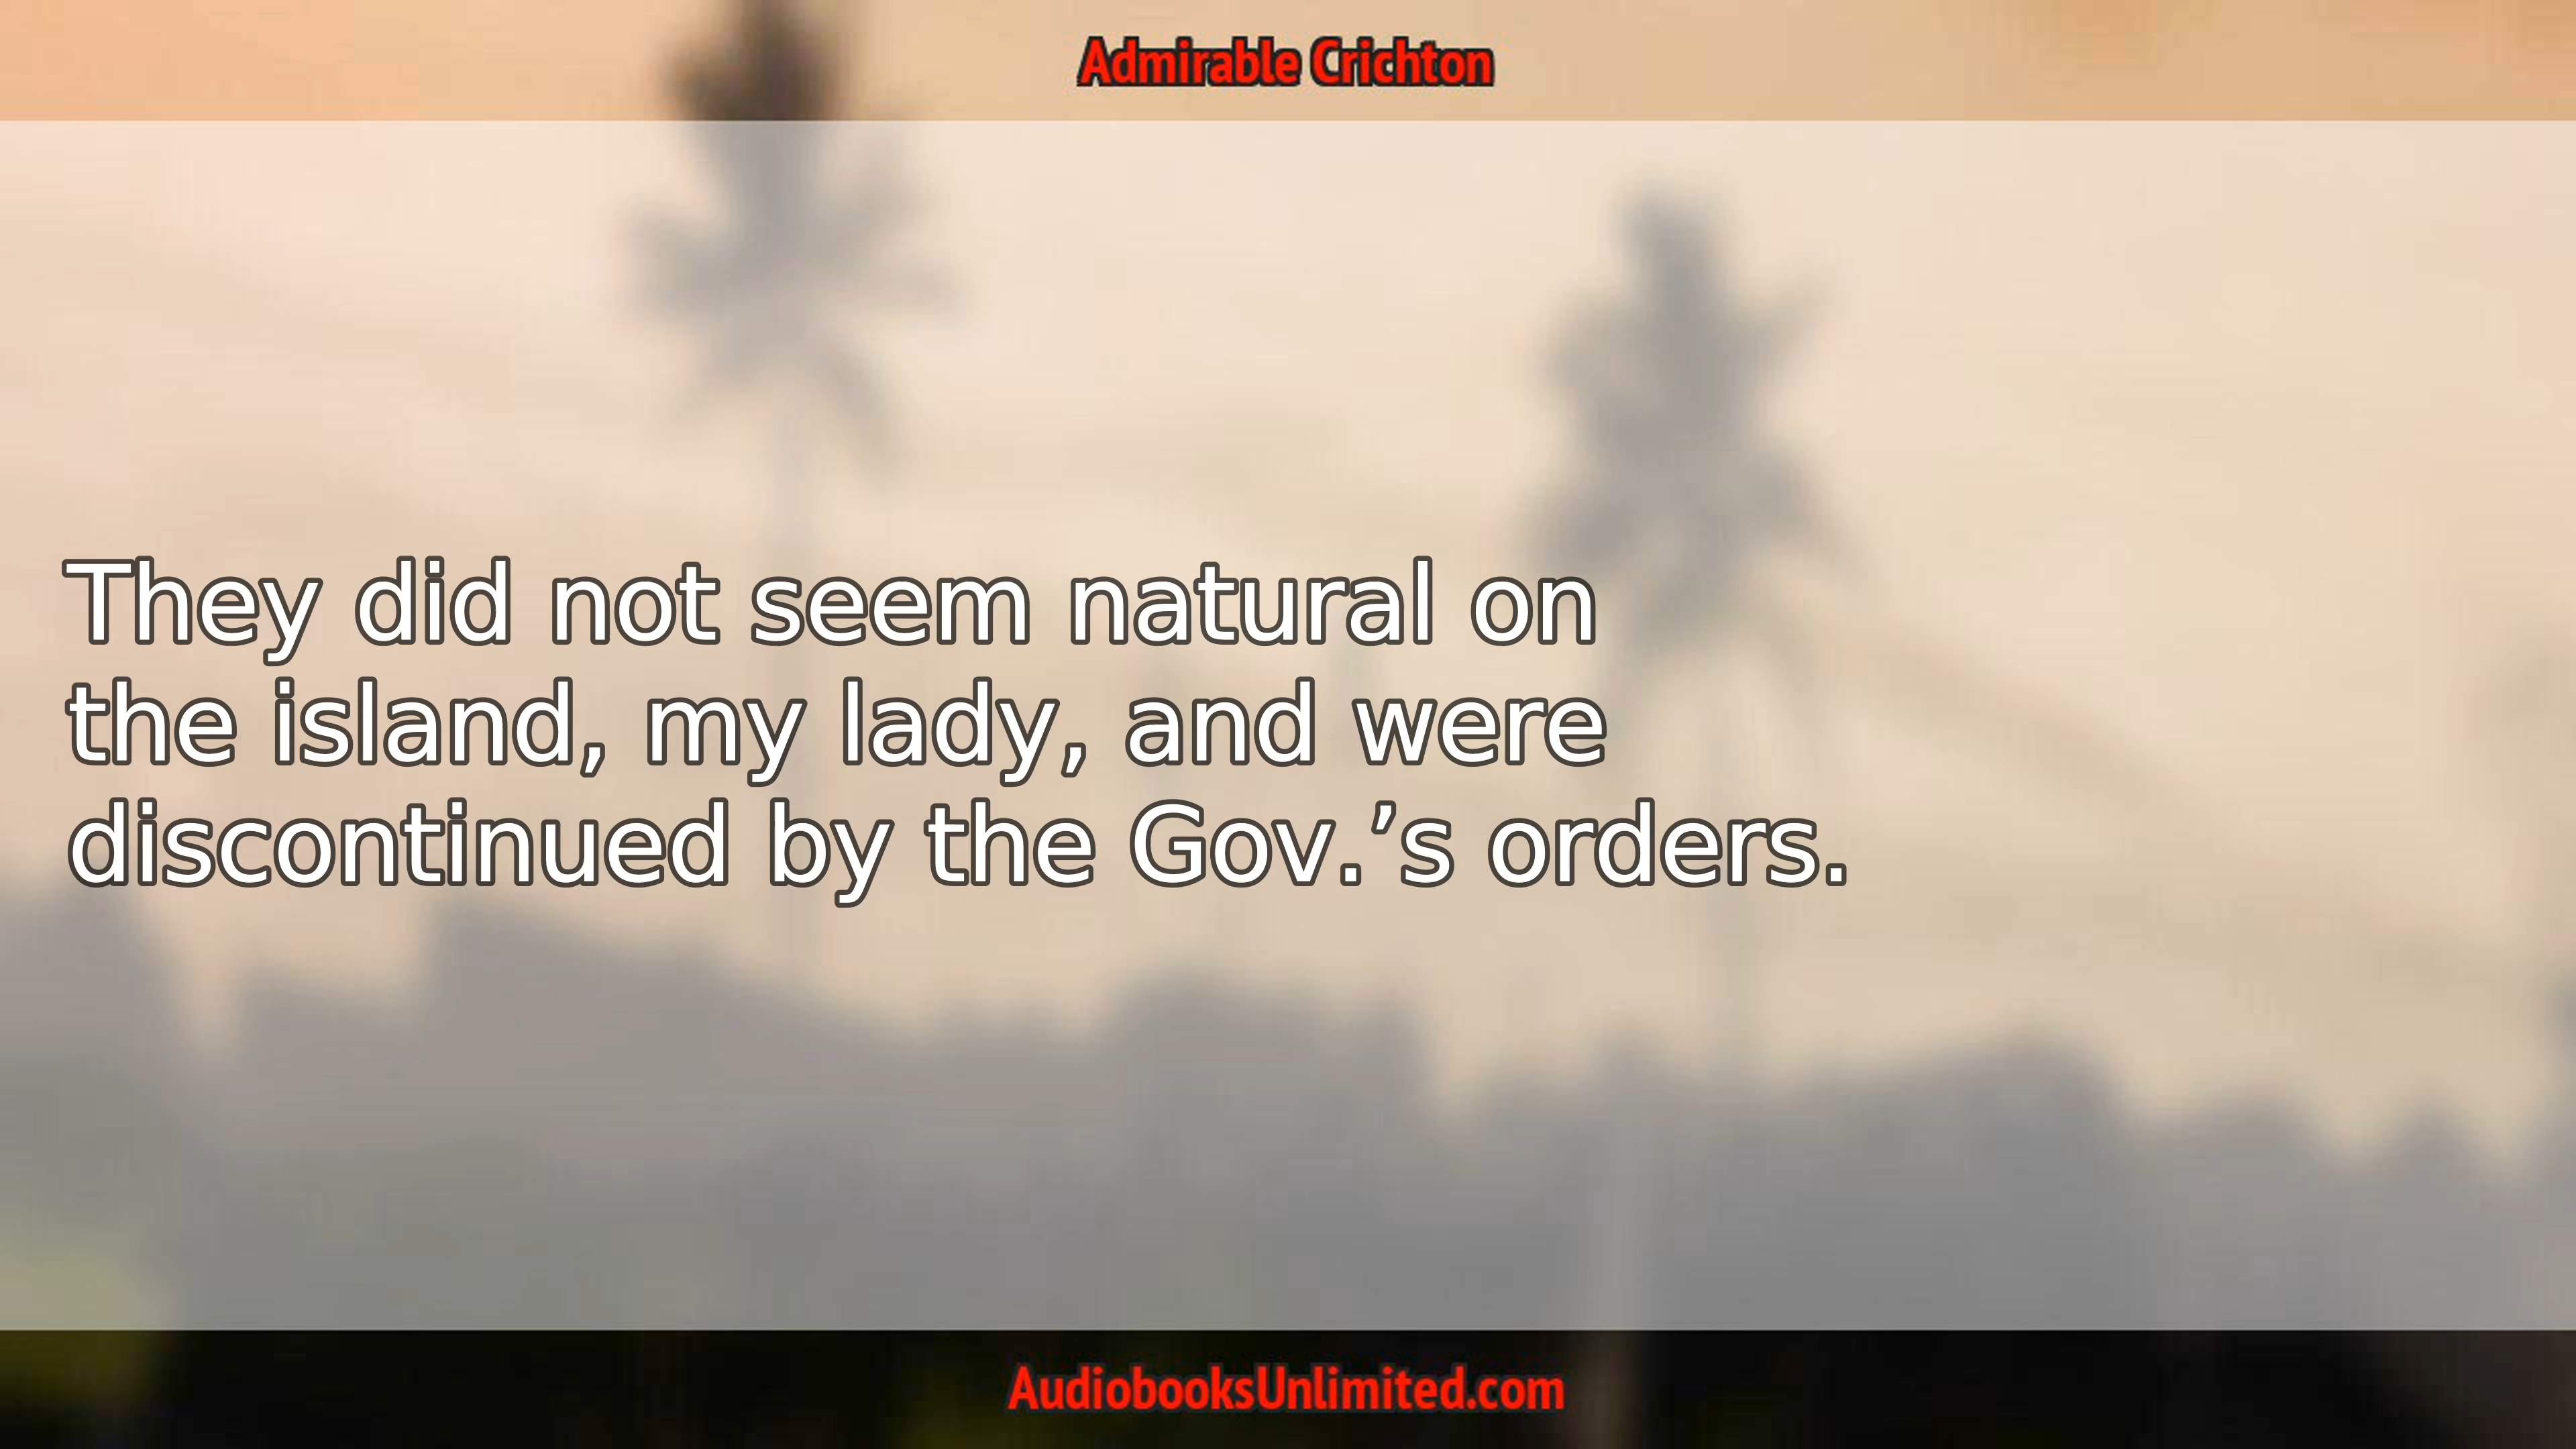 Admirable Crichton
They did not seem natural on
the island, my lady, and were
discontinued by the Gov.’s orders.
AudiobooksUnlimited.com